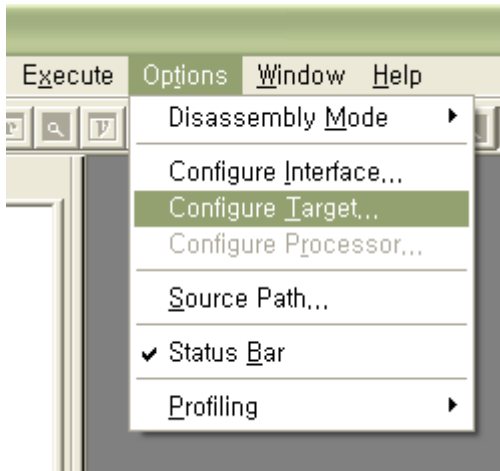 Execute Options Window Help
Disassembly Mode
Configure Interface...
Configure Target...
Configure Processor...
Source Path...
Status Bar
Profiling